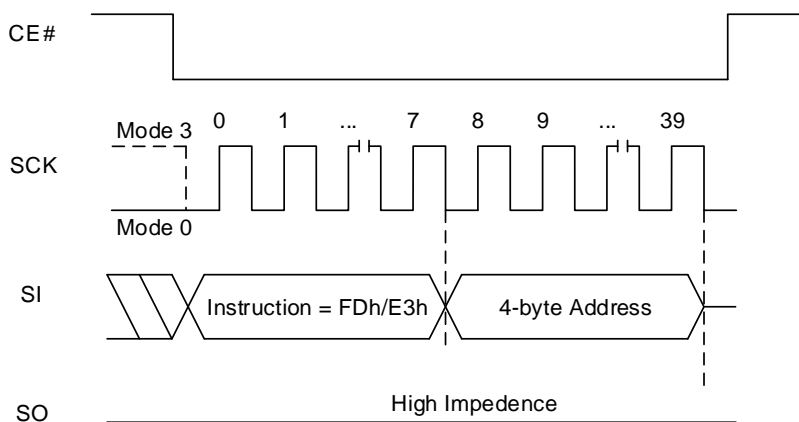 CE#
Mode 3 0 1 ... 7 8 9 ... 39
SCK
Mode 0
SI Instruction = FDh/E3h 4-byte Address
High Impedence
SO